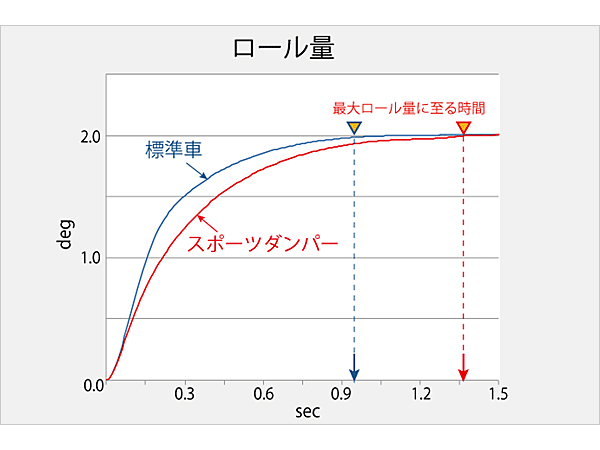 ロール量
最大ロール量に至る時間
2.0
標準車
スポーツダンパー
deg
1.0
0.0
0.3
0.6
0.9
1.2
1.5
sec